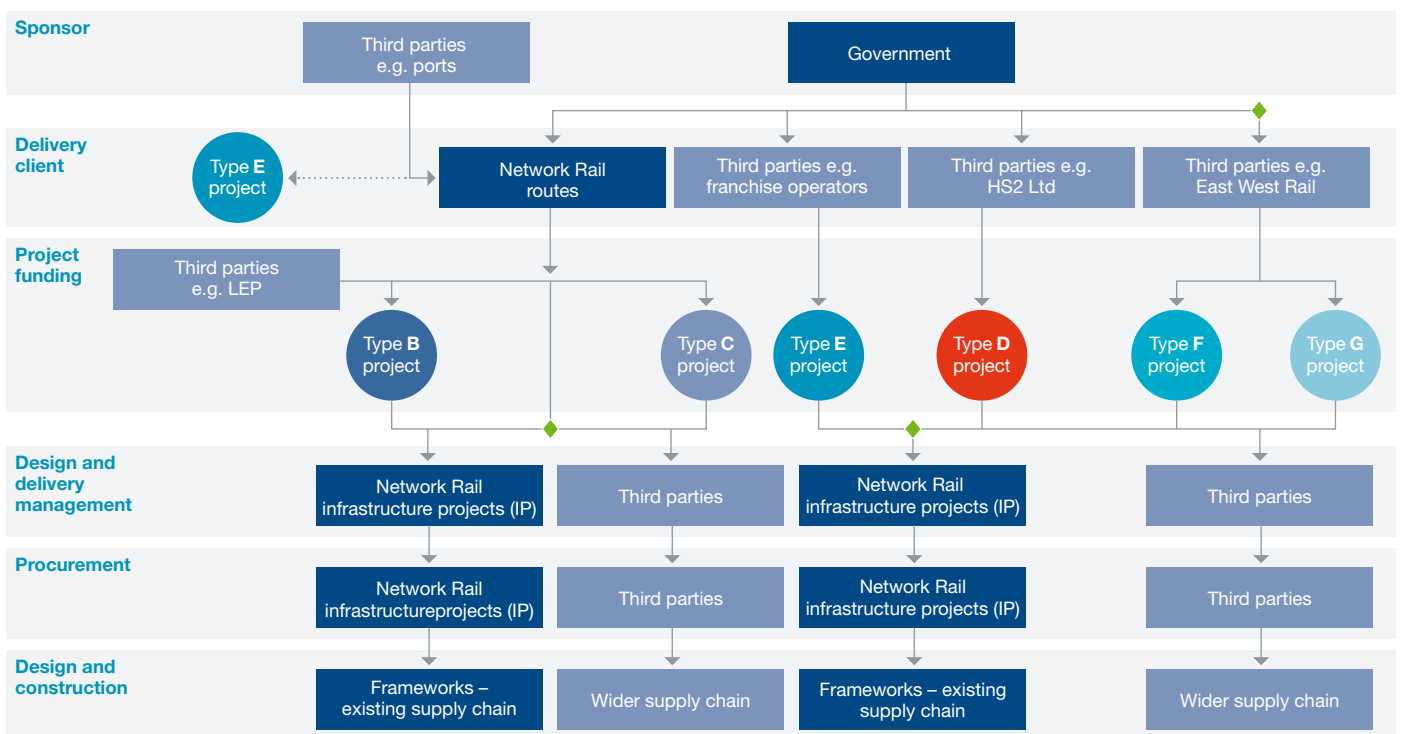 Sponsor
Third parties
e.g. ports
Government
Delivery
client
Type E
project
Network Rail
routes
Third parties e.g.
franchise operators
Third parties e.g.
HS2 Ltd
Third parties e.g.
East West Rail
Project
funding
Third parties
e.g. LEP
Type B
project
Type C
project
Type E
project
Type D
project
Type F
project
Type G
project
Design and
delivery
management
Network Rail
infrastructure projects (IP)
Third parties
Network Rail
infrastructure projects (IP)
Third parties
Procurement
Network Rail
infrastructureprojects (IP)
Third parties
Network Rail
infrastructure projects (IP)
Third parties
Design and
construction
Frameworks –
existing supply chain
Wider supply chain
Frameworks – existing
supply chain
Wider supply chain